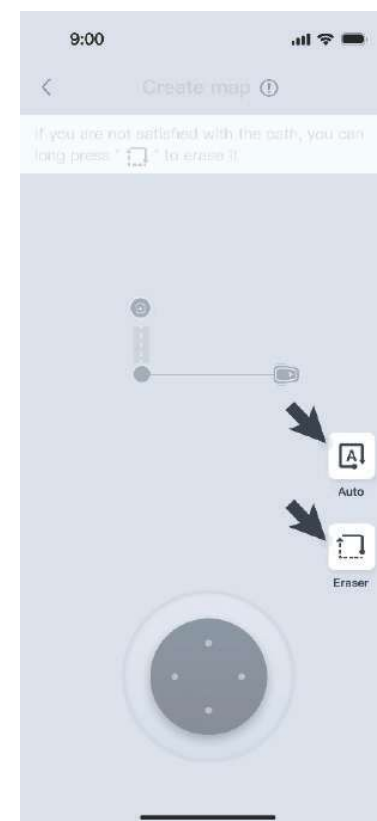 9:00
Create map
If you are not satisfied with the path, you can
long press " " to erase it
A
Auto
Eraser